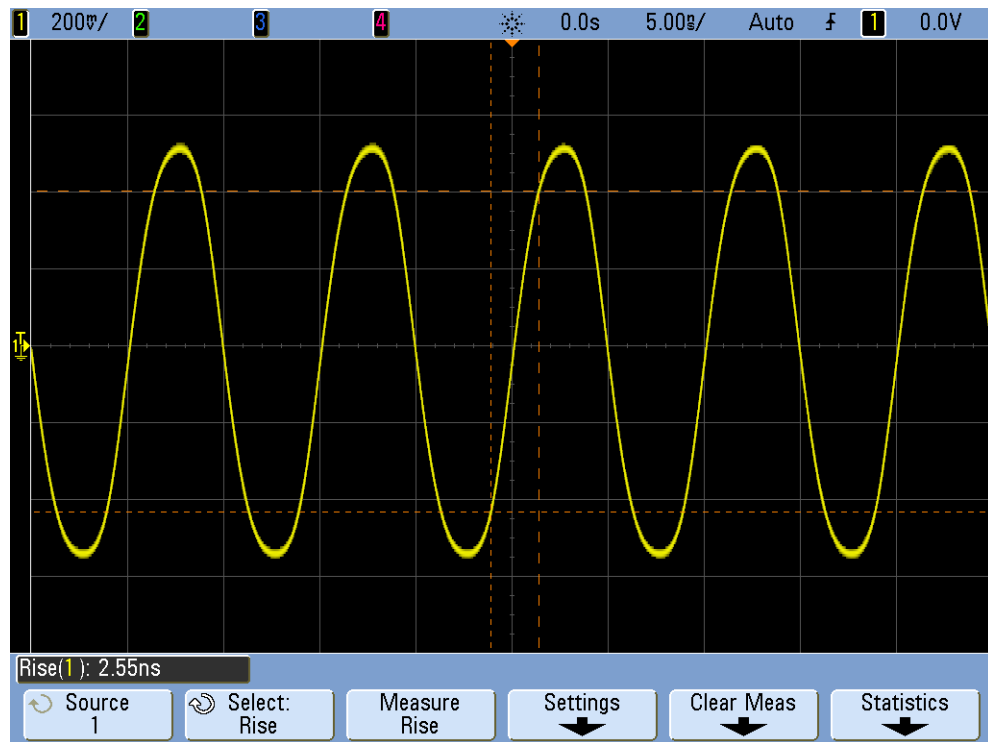 1 200mV/ 2 3 4 0.0s 5.00ns/ Auto 1 0.0V
T
1
Rise(1): 2.55ns
Source Select: Measure Settings Clear Meas Statistics
1 Rise Rise